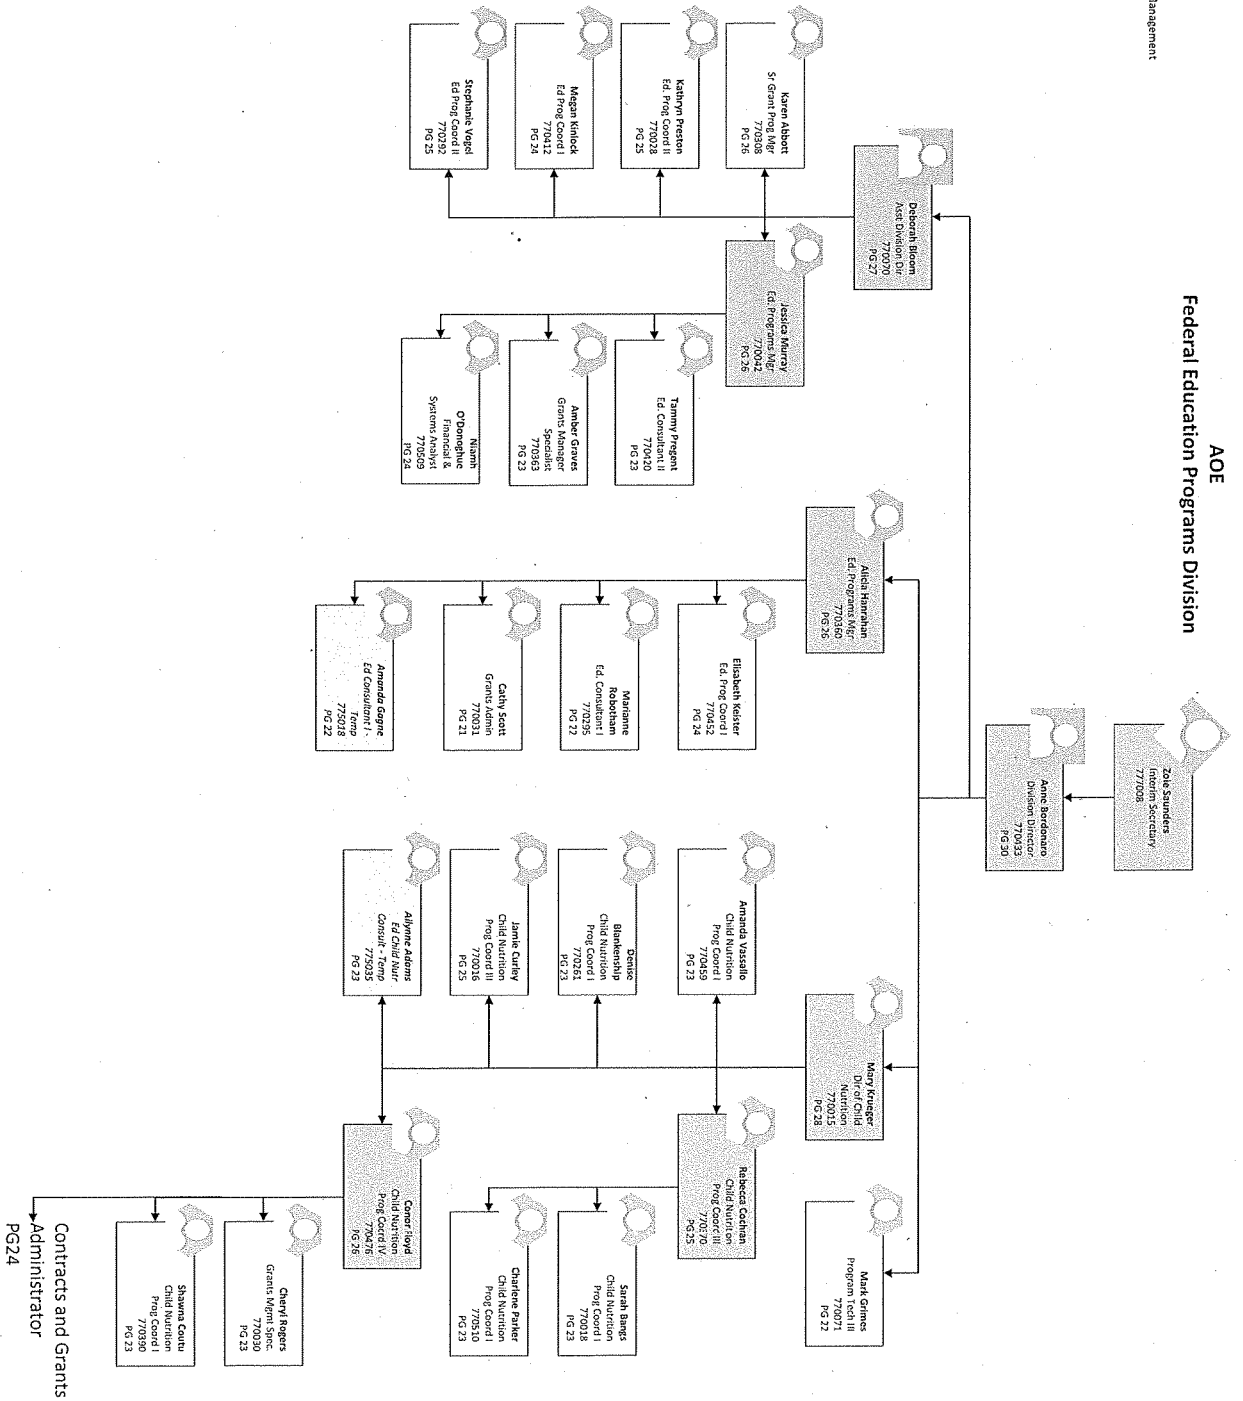 anagement
AOE
Federal Education Programs Division
Zoie Saunders
Interim Secretary
777008
Anne Bordonaro
Division Director
770433
PG 30
Deborah Bloom
Asst Division Dir
770070
PG 27
Karen Abbott
Sr Grant Prog Mgr
770308
PG 26
Kathryn Preston
Ed. Prog Coord II
770028
PG 25
Megan Kinlock
Ed Prog Coord I
770412
PG 24
Stephanie Vogel
Ed Prog Coord II
770292
PG 25
Jessica Murray
Ed. Programs Mgr
770042
PG 26
Tammy Pregent
Ed. Consultant II
770420
PG 23
Amber Graves
Grants Manager
Specialist
770363
PG 23
Niamh
O'Donoghue
Financial &
Systems Analyst
770509
PG 24
Alicia Hanrahan
Ed. Programs Mgr
770360
PG 26
Elisabeth Keister
Ed. Prog Coord I
770452
PG 24
Marianne
Robotham
Ed. Consultant I
770295
PG 22
Cathy Scott
Grants Admin
770031
PG 21
Amanda Gagne
Ed Consultant I -
Temp
775018
PG 22
Mary Krueger
Dir of Child
Nutrition
770015
PG 28
Amanda Vassallo
Child Nutrition
Prog Coord I
770459
PG 23
Denise
Blankenship
Child Nutrition
Prog Coord I
770261
PG 23
Jamie Curley
Child Nutrition
Prog Coord III
770016
PG 25
Ailynne Adams
Ed Child Nutr
Consult - Temp
775035
PG 23
Rebecca Cochran
Child Nutrition
Prog Coord III
PG 25
Sarah Bangs
Child Nutrition
Prog Coord I
770018
PG 23
Charlene Parker
Child Nutrition
Prog Coord I
770510
PG 23
Conor Floyd
Child Nutrition
Prog Coord IV
770476
PG 26
Cheryl Rogers
Grants Mgmt Spec.
770030
PG 23
Shawna Coutu
Child Nutrition
Prog Coord I
770390
PG 23
Contracts and Grants
Administrator
PG24
Mark Grimes
Program Tech III
770071
PG 22